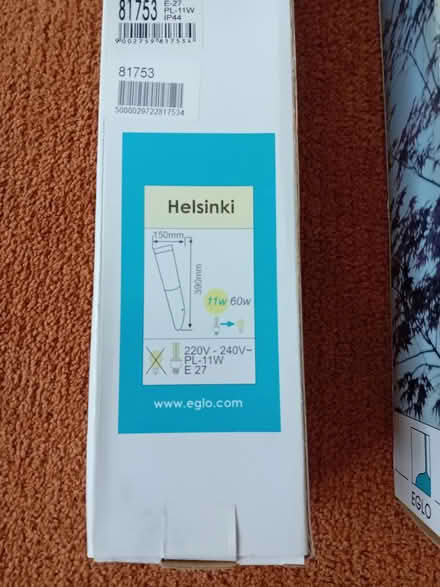 81753
E-27
PL-11W
IP44
9002759817534
81753
5000029722817534
Helsinki
150mm
390mm
11w 60w
220V - 240V~
PL-11W
E 27
www.eglo.com
EGLO